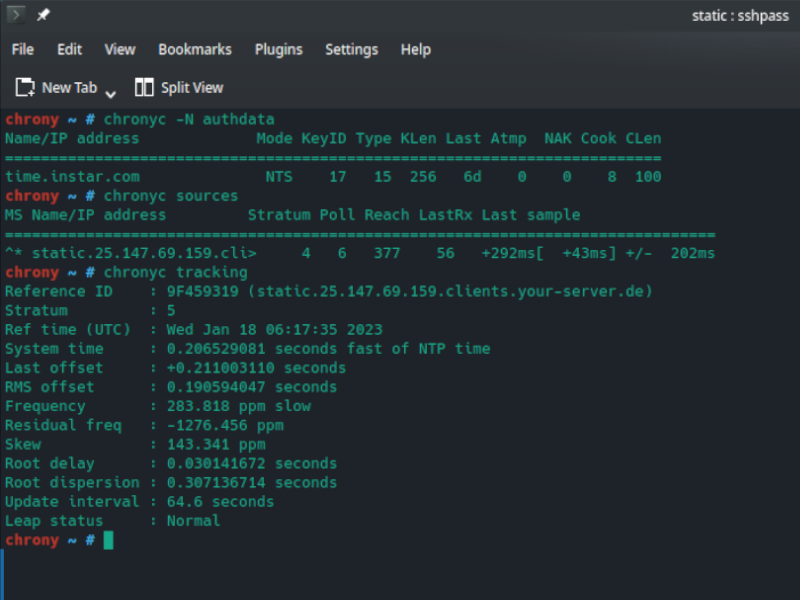 static : sshpass
File Edit View Bookmarks Plugins Settings Help
New Tab Split View
chrony ~ # chronyc -N authdata
Name/IP address Mode KeyID Type KLen Last Atmp NAK Cook CLen
=========================================================================
time.instar.com NTS 17 15 256 6d 0 0 8 100
chrony ~ # chronyc sources
MS Name/IP address Stratum Poll Reach LastRx Last sample
===============================================================================
^* static.25.147.69.159.cli> 4 6 377 56 +292ms[ +43ms] +/- 202ms
chrony ~ # chronyc tracking
Reference ID : 9F459319 (static.25.147.69.159.clients.your-server.de)
Stratum : 5
Ref time (UTC) : Wed Jan 18 06:17:35 2023
System time : 0.206529081 seconds fast of NTP time
Last offset : +0.211003110 seconds
RMS offset : 0.190594047 seconds
Frequency : 283.818 ppm slow
Residual freq : -1276.456 ppm
Skew : 143.341 ppm
Root delay : 0.030141672 seconds
Root dispersion : 0.307136714 seconds
Update interval : 64.6 seconds
Leap status : Normal
chrony ~ #